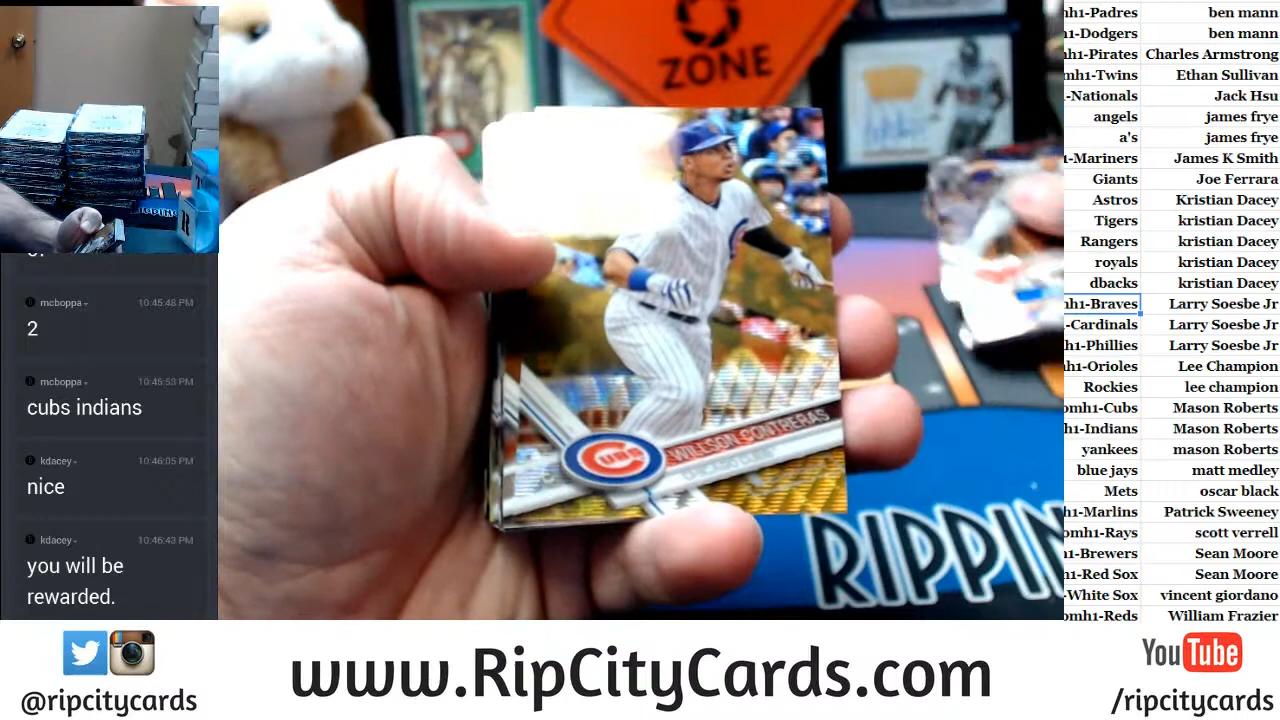 mcboppa 10:45:48 PM
2
mcboppa 10:45:53 PM
cubs indians
kdacey 10:46:05 PM
nice
kdacey 10:46:43 PM
you will be
rewarded.
ZONE
WILLSON CONTRERAS
CUBS
RIPPIN
mh1-Padres ben mann
h1-Dodgers ben mann
h1-Pirates Charles Armstrong
mh1-Twins Ethan Sullivan
-Nationals Jack Hsu
angels james frye
a's james frye
-Mariners James K Smith
Giants Joe Ferrara
Astros Kristian Dacey
Tigers kristian Dacey
Rangers kristian Dacey
royals kristian Dacey
dbacks kristian Dacey
mh1-Braves Larry Soesbe Jr
-Cardinals Larry Soesbe Jr
h1-Phillies Larry Soesbe Jr
h1-Orioles Lee Champion
Rockies lee champion
omh1-Cubs Mason Roberts
h1-Indians Mason Roberts
yankees mason Roberts
blue jays matt medley
Mets oscar black
h1-Marlins Patrick Sweeney
omh1-Rays scott verrell
h1-Brewers Sean Moore
h1-Red Sox Sean Moore
-White Sox vincent giordano
omh1-Reds William Frazier
@ripcitycards
www.RipCityCards.com
YouTube
/ripcitycards